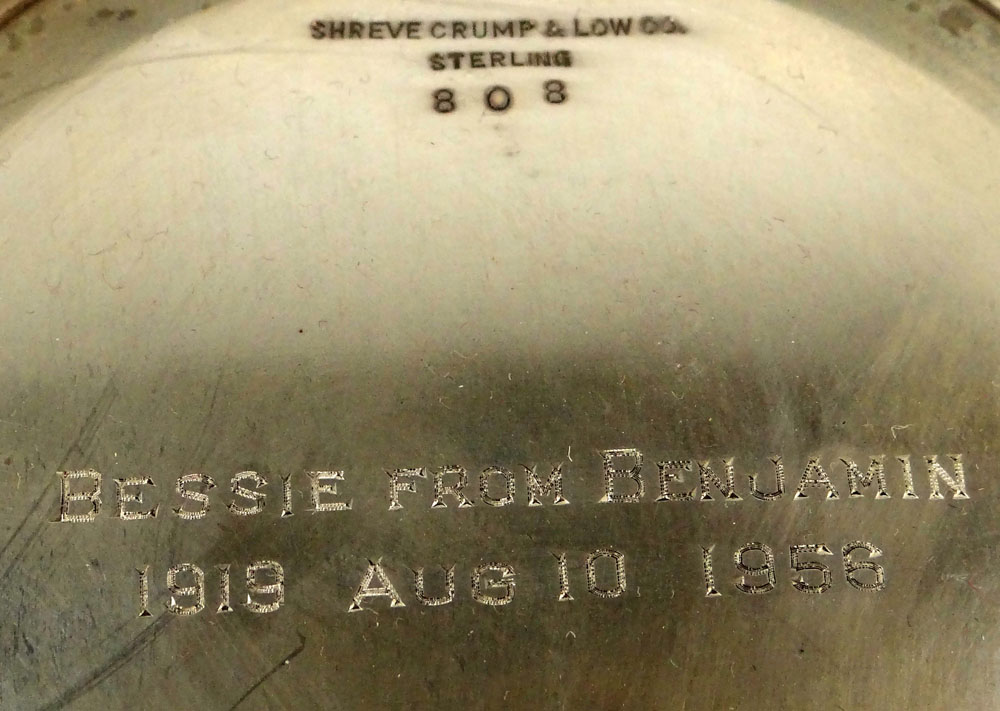 SHREVE CRUMP & LOW CO.
STERLING
808
BESSIE FROM BENJAMIN
1919 AUG 10 1956